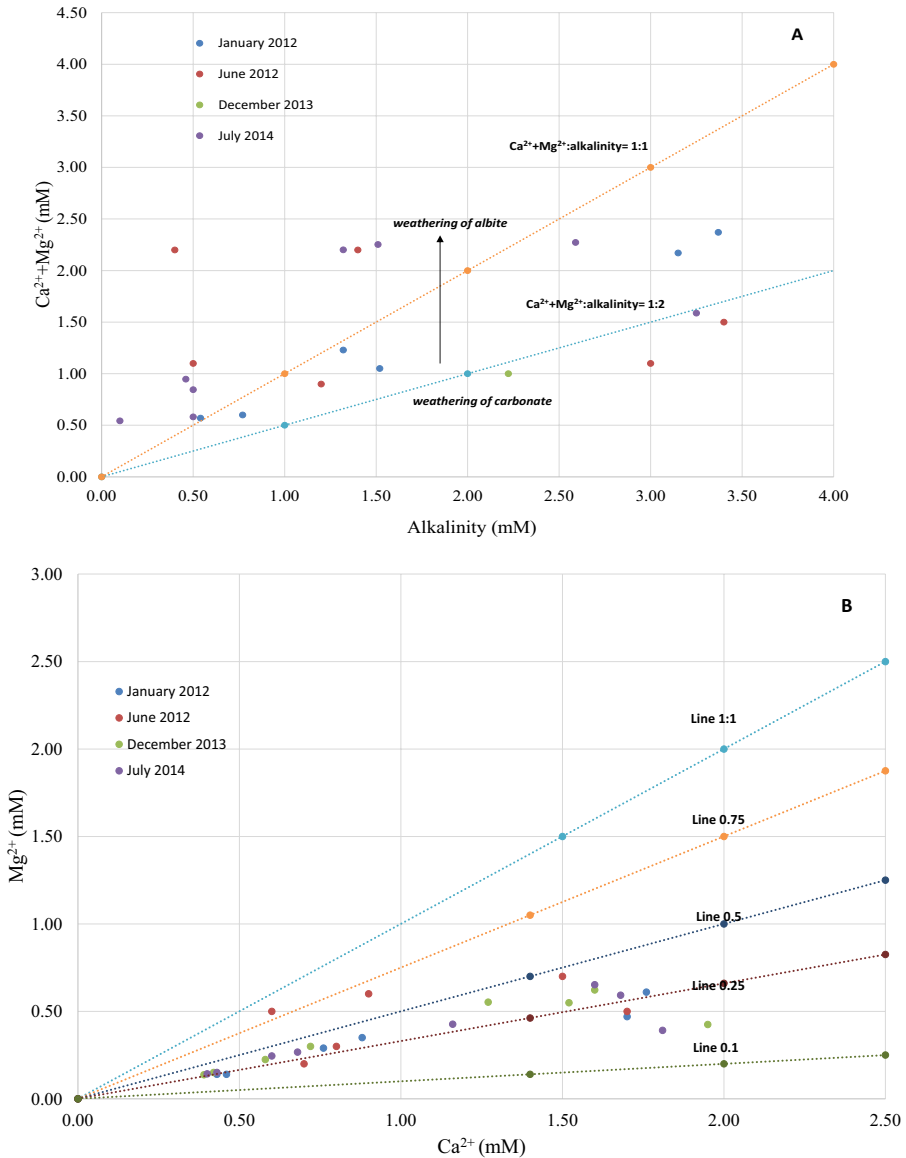 4.50
A
January 2012
4.00
June 2012
December 2013
3.50
July 2014
Ca²⁺+Mg²⁺:alkalinity= 1:1
3.00
Ca²⁺+Mg²⁺ (mM)
2.50
weathering of albite
2.00
Ca²⁺+Mg²⁺:alkalinity= 1:2
1.50
1.00
weathering of carbonate
0.50
0.00
0.00 0.50 1.00 1.50 2.00 2.50 3.00 3.50 4.00
Alkalinity (mM)
3.00
B
2.50
January 2012
June 2012
December 2013
July 2014
Line 1:1
2.00
Mg²⁺ (mM)
Line 0.75
1.50
Line 0.5
1.00
Line 0.25
0.50
Line 0.1
0.00
0.00 0.50 1.00 1.50 2.00 2.50
Ca²⁺ (mM)